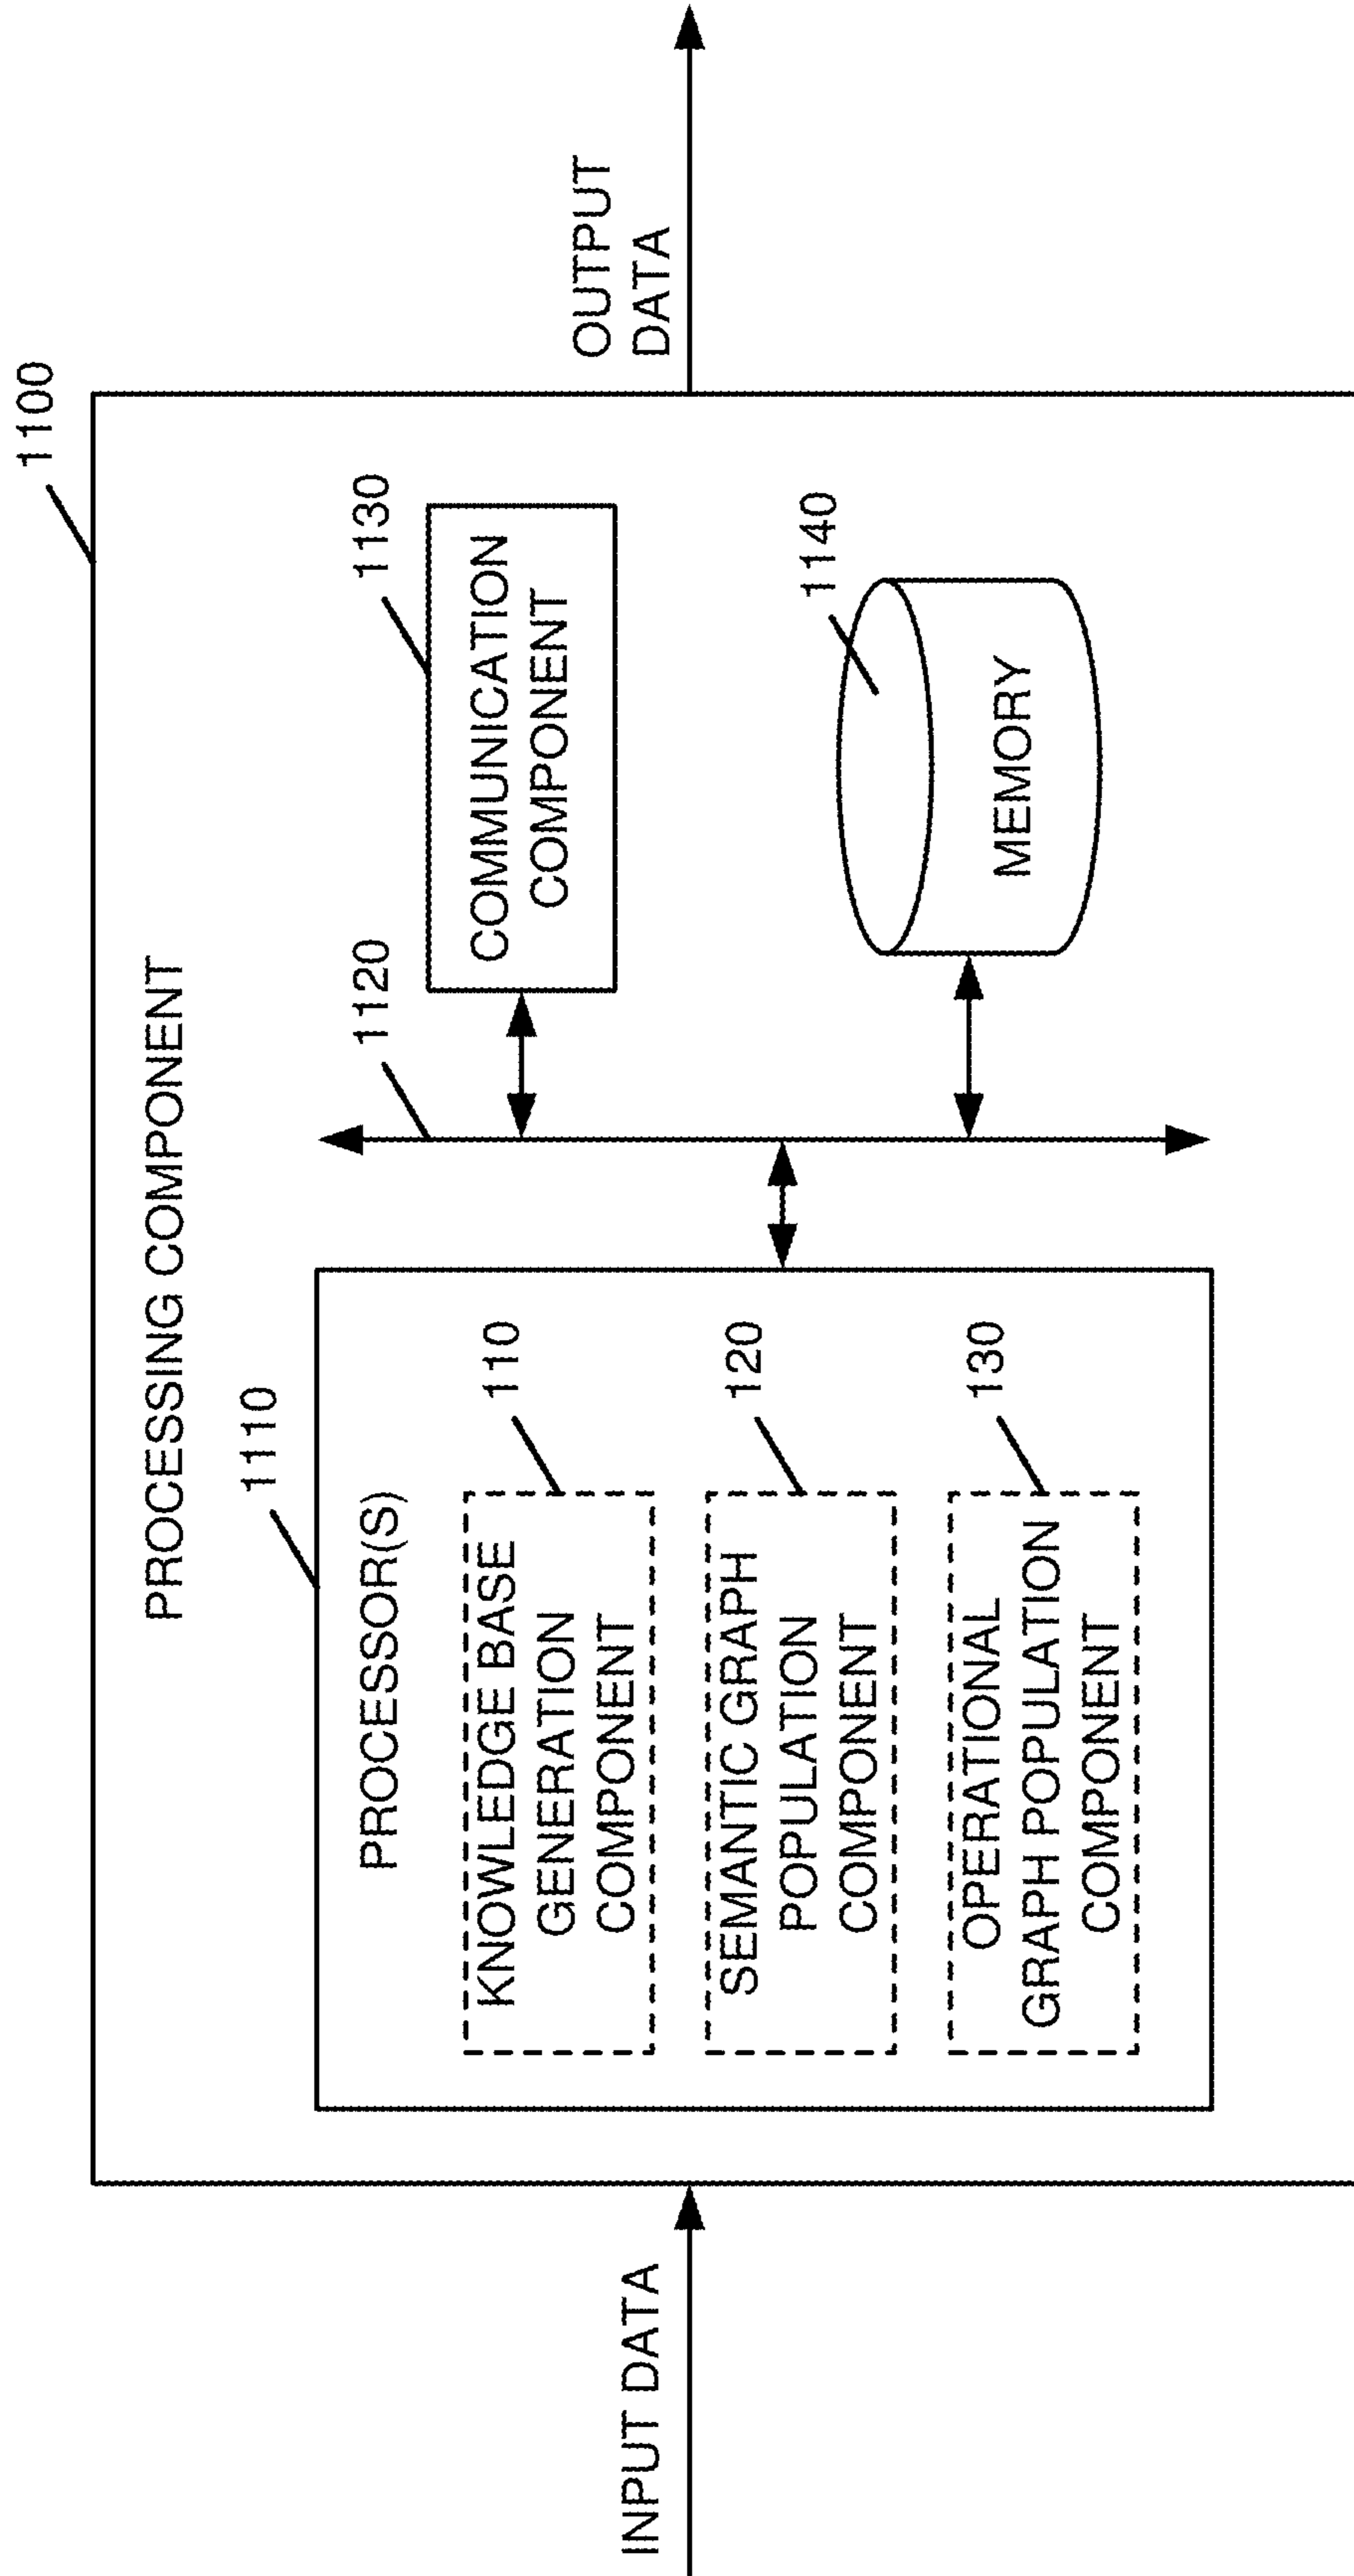 1100
PROCESSING COMPONENT
1110
PROCESSOR(S)
KNOWLEDGE BASE
GENERATION
COMPONENT
110
SEMANTIC GRAPH
POPULATION
COMPONENT
120
OPERATIONAL
GRAPH POPULATION
COMPONENT
130
1120
1130
COMMUNICATION
COMPONENT
1140
MEMORY
INPUT DATA
OUTPUT
DATA